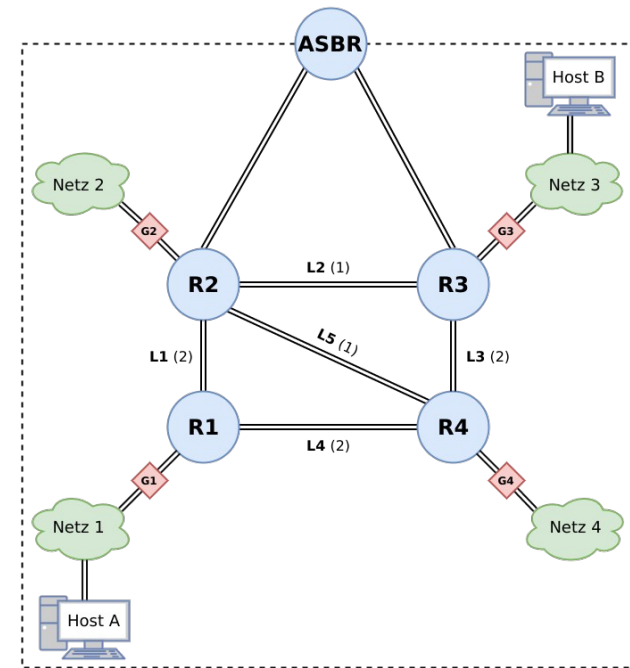 ASBR
Host B
Netz 2
Netz 3
G2
G3
R2
L2 (1)
R3
L1 (2)
L5 (1)
L3 (2)
R1
L4 (2)
R4
G1
G4
Netz 1
Netz 4
Host A